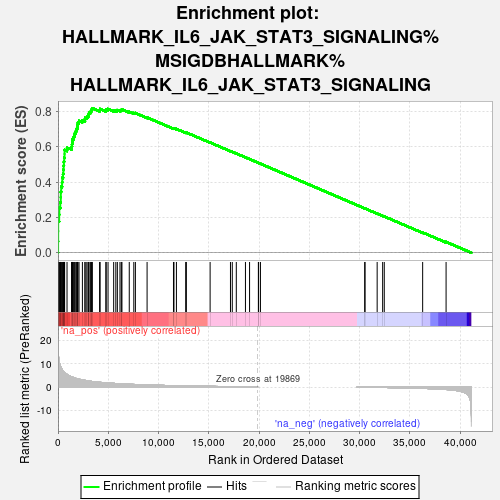 Enrichment plot:
HALLMARK_IL6_JAK_STAT3_SIGNALING%
MSIGDBHALLMARK%
HALLMARK_IL6_JAK_STAT3_SIGNALING
Enrichment score (ES)
0.8
0.6
0.4
0.2
0.0
'na_pos' (positively correlated)
Ranked list metric (PreRanked)
20
10
0
-10
Zero cross at 19869
'na_neg' (negatively correlated)
0 5,000 10,000 15,000 20,000 25,000 30,000 35,000 40,000
Rank in Ordered Dataset
Enrichment profile Hits Ranking metric scores